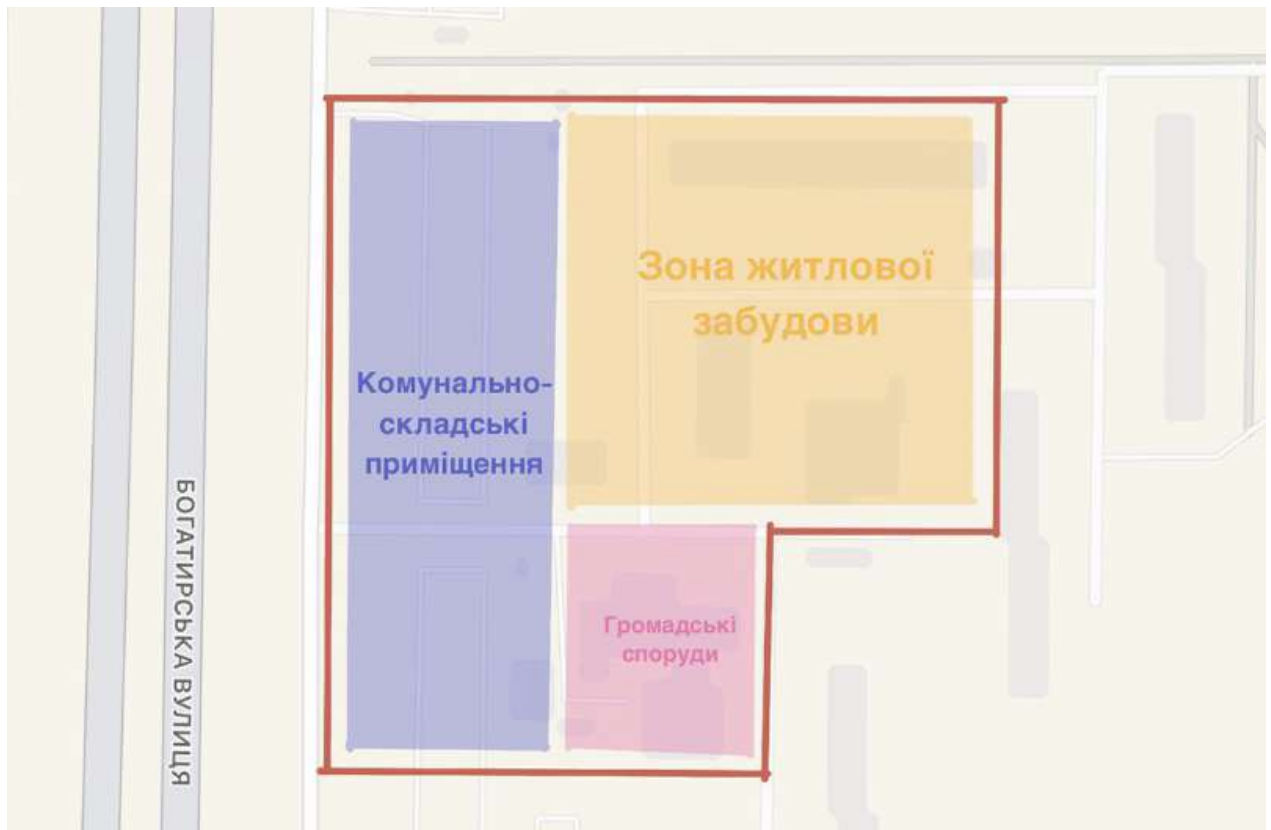 Зона житлової
забудови
Комунально-
складські
приміщення
Громадські
споруди
БОГАТИРСЬКА ВУЛИЦЯ